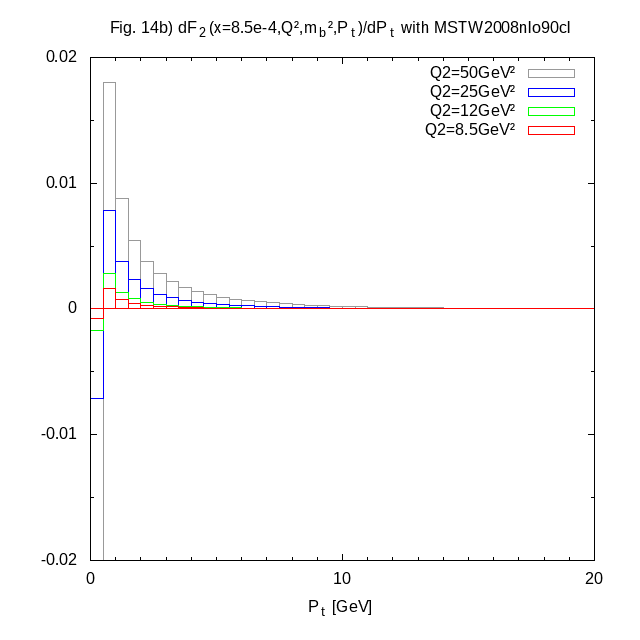 Fig. 14b) dF₂(x=8.5e-4,Q²,m_b²,P_t)/dP_t with MSTW2008nlo90cl
Q2=50GeV²
Q2=25GeV²
Q2=12GeV²
Q2=8.5GeV²
0.02
0.01
0
-0.01
-0.02
0 10 20
P_t [GeV]